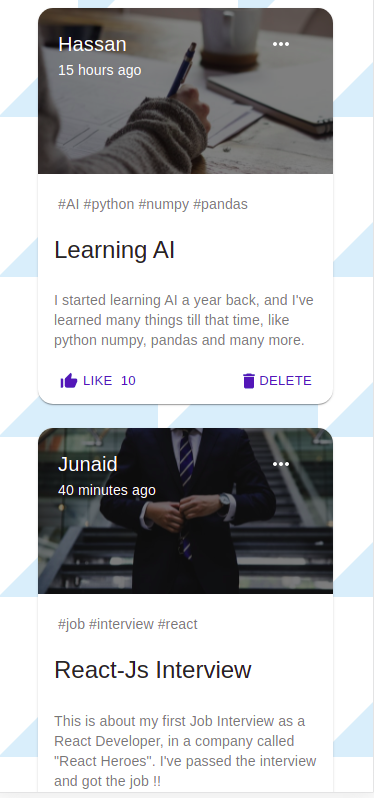 Hassan
15 hours ago
#AI #python #numpy #pandas
Learning AI
I started learning AI a year back, and I've
learned many things till that time, like
python numpy, pandas and many more.
LIKE 10
DELETE
Junaid
40 minutes ago
#job #interview #react
React-Js Interview
This is about my first Job Interview as a
React Developer, in a company called
"React Heroes". I've passed the interview
and got the job !!